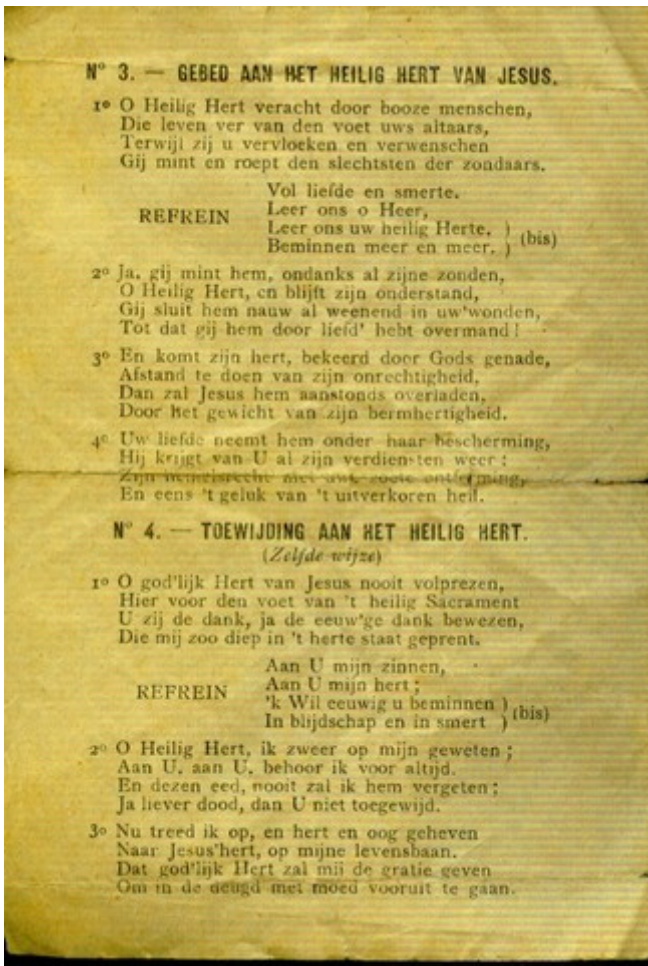 N° 3. — GEBED AAN HET HEILIG HERT VAN JESUS.
1° O Heilig Hert veracht door booze menschen,
Die leven ver van den voet uws altaars,
Terwijl zij u vervloeken en verwenschen
Gij mint en roept den slechtsten der zondaars.
REFREIN
Vol liefde en smerte.
Leer ons o Heer,
Leer ons uw heilig Herte. )
Beminnen meer en meer. ) (bis)
2° Ja. gij mint hem, ondanks al zijne zonden,
O Heilig Hert, en blijft zijn onderstand,
Gij sluit hem nauw al weenend in uw'wonden,
Tot dat gij hem door liefd' hebt overmand !
3° En komt zijn hert, bekeerd door Gods genade,
Afstand te doen van zijn onrechtigheid.
Dan zal Jesus hem aanstonds overladen.
Door het gewicht van zijn bermhertigheid.
4° Uw liefde neemt hem onder haar bescherming,
Hij krijgt van U al zijn verdiensten weer :
Zijn hemelsrecht met uwe zoete ontferming,
En eens 't geluk van 't uitverkoren heil.
N° 4. — TOEWIJDING AAN HET HEILIG HERT.
(Zelfde wijze)
1° O god'lijk Hert van Jesus nooit volprezen,
Hier voor den voet van 't heilig Sacrament
U zij de dank, ja de eeuw'ge dank bewezen,
Die mij zoo diep in 't herte staat geprent.
REFREIN
Aan U mijn zinnen,
Aan U mijn hert ;
'k Wil eeuwig u beminnen )
In blijdschap en in smert ) (bis)
2° O Heilig Hert, ik zweer op mijn geweten ;
Aan U. aan U. behoor ik voor altijd.
En dezen eed, nooit zal ik hem vergeten ;
Ja liever dood, dan U niet toegewijd.
3° Nu treed ik op, en hert en oog geheven
Naar Jesus'hert, op mijne levensbaan.
Dat god'lijk Hert zal mij de gratie geven
Om in de deugd met moed vooruit te gaan.